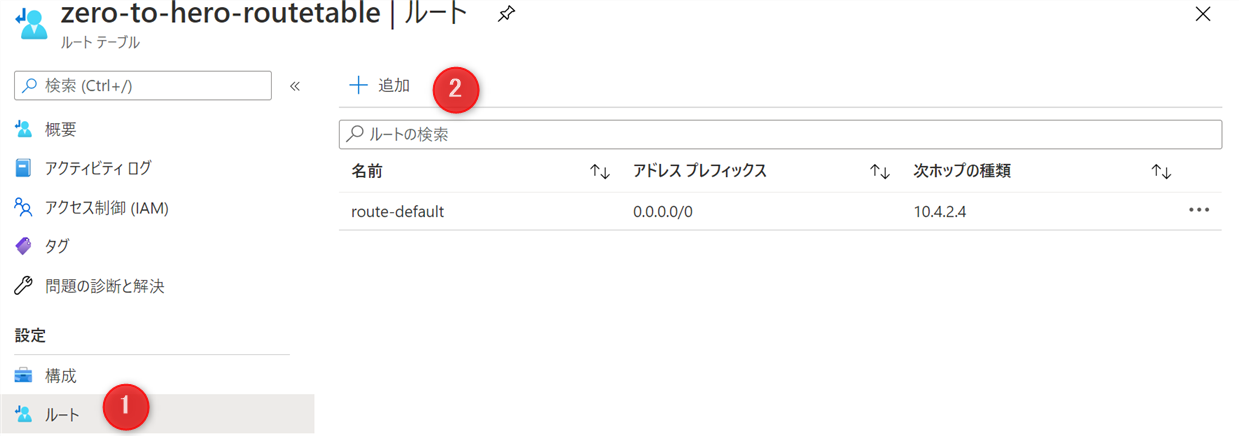 zero-to-hero-routetable | ルート
ルート テーブル
検索 (Ctrl+/)
«
追加
2
概要
アクティビティ ログ
アクセス制御 (IAM)
タグ
問題の診断と解決
設定
構成
ルート
1
ルートの検索
名前 アドレス プレフィックス 次ホップの種類
route-default 0.0.0.0/0 10.4.2.4